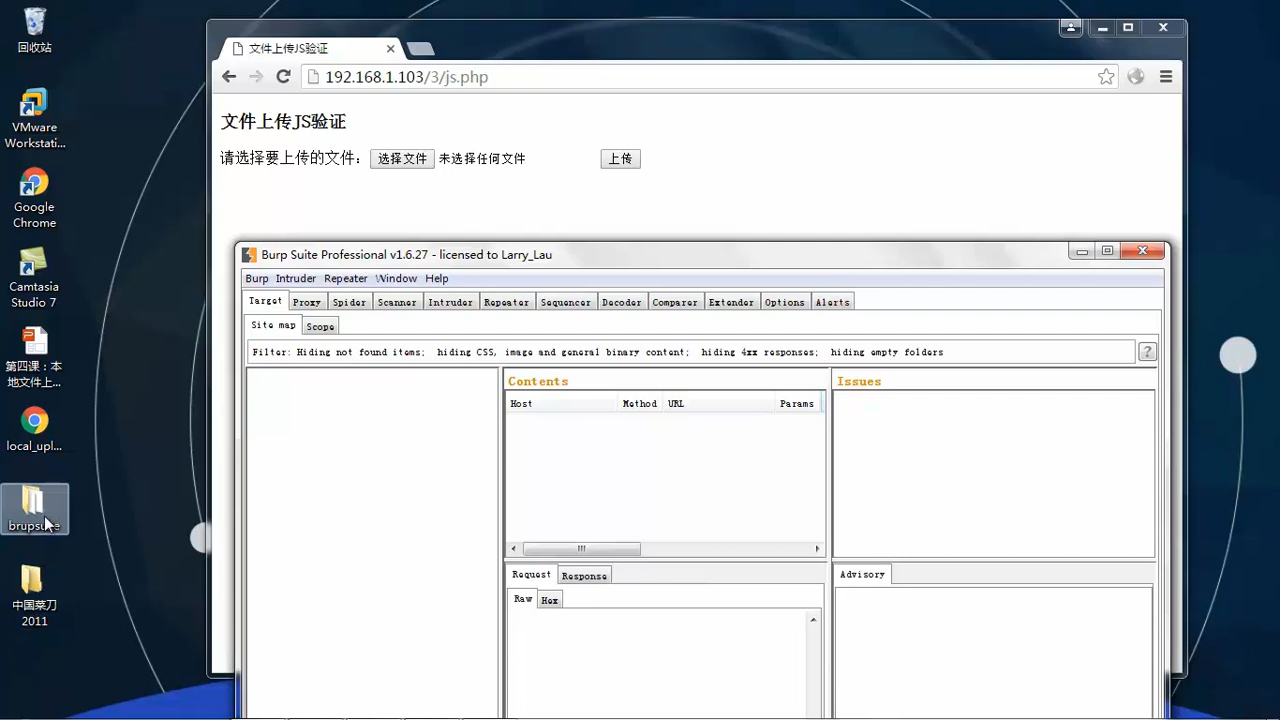 回收站
VMware
Workstati...
Google
Chrome
Camtasia
Studio 7
第四课：本
地文件上...
local_upl...
brupsuite
中国菜刀
2011
文件上传JS验证
192.168.1.103/3/js.php
文件上传JS验证
请选择要上传的文件： 选择文件 未选择任何文件 上传
Burp Suite Professional v1.6.27 - licensed to Larry_Lau
Burp Intruder Repeater Window Help
Target Proxy Spider Scanner Intruder Repeater Sequencer Decoder Comparer Extender Options Alerts
Site map Scope
Filter: Hiding not found items; hiding CSS, image and general binary content; hiding 4xx responses; hiding empty folders
?
Contents
Issues
Host Method URL Params
Request Response
Advisory
Raw Hex